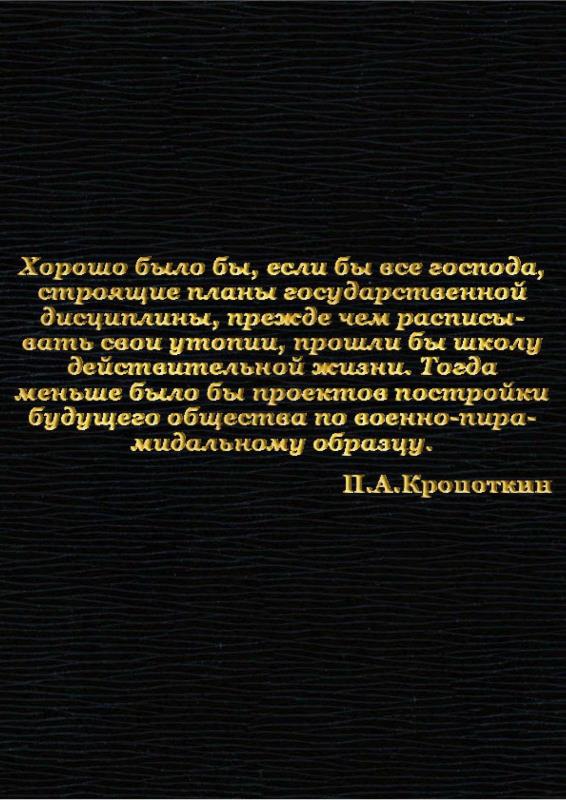 Хорошо было бы, если бы все господа,
строящие планы государственной
дисциплины, прежде чем расписы-
вать свои утопии, прошли бы школу
действительной жизни. Тогда
меньше было бы проектов постройки
будущего общества по военно-пира-
мидальному образцу.
П.А.Кропоткин